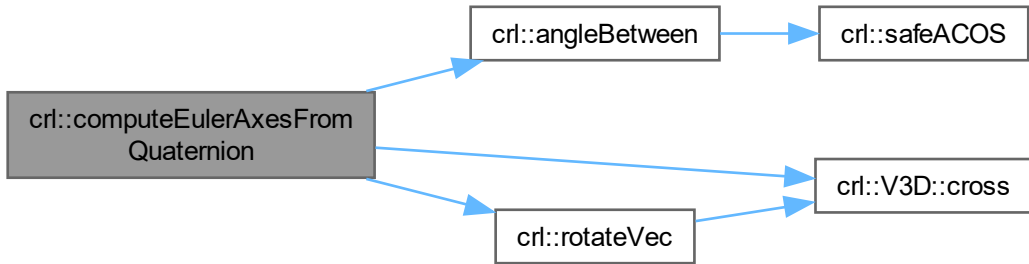 crl::computeEulerAxesFrom
Quaternion
crl::angleBetween
crl::safeACOS
crl::V3D::cross
crl::rotateVec